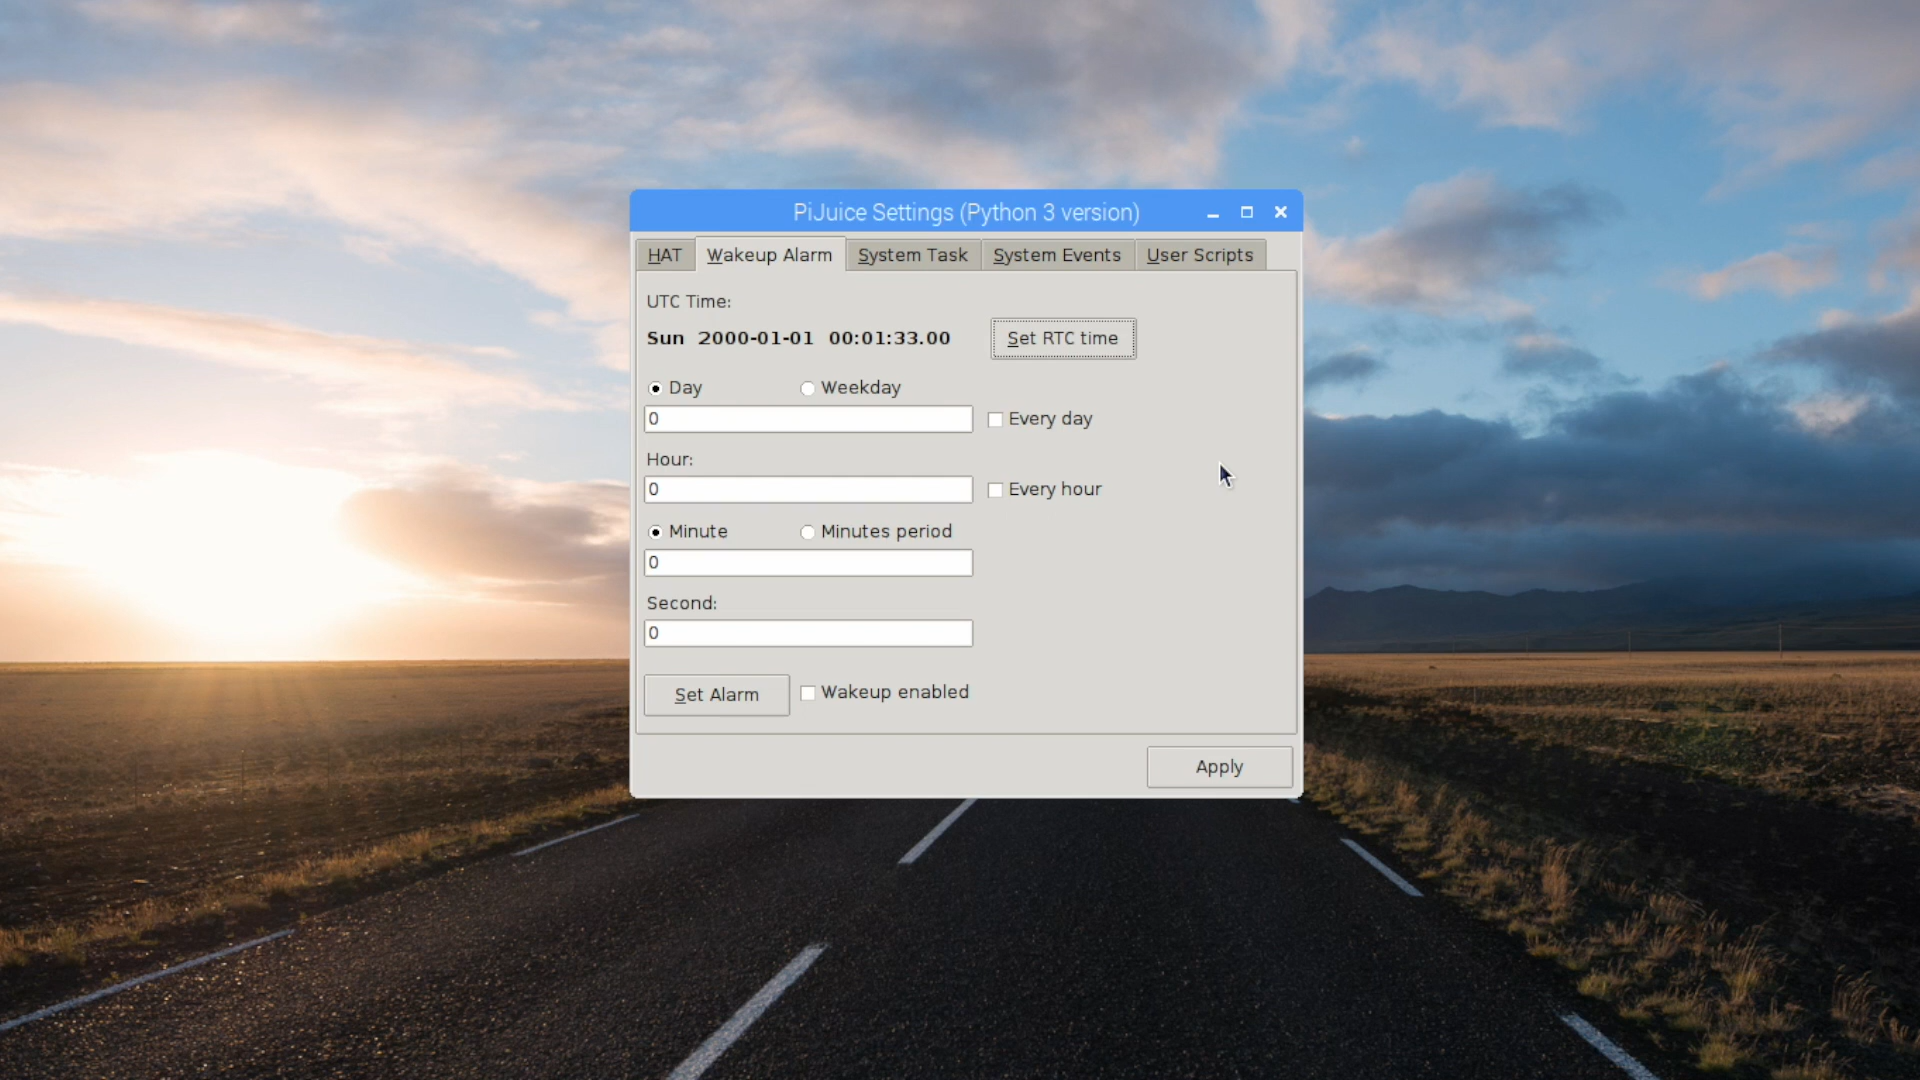 PiJuice Settings (Python 3 version)
HAT Wakeup Alarm System Task System Events User Scripts
UTC Time:
Sun 2000-01-01 00:01:33.00 Set RTC time
Day Weekday
0 Every day
Hour:
0 Every hour
Minute Minutes period
0
Second:
0
Set Alarm Wakeup enabled
Apply